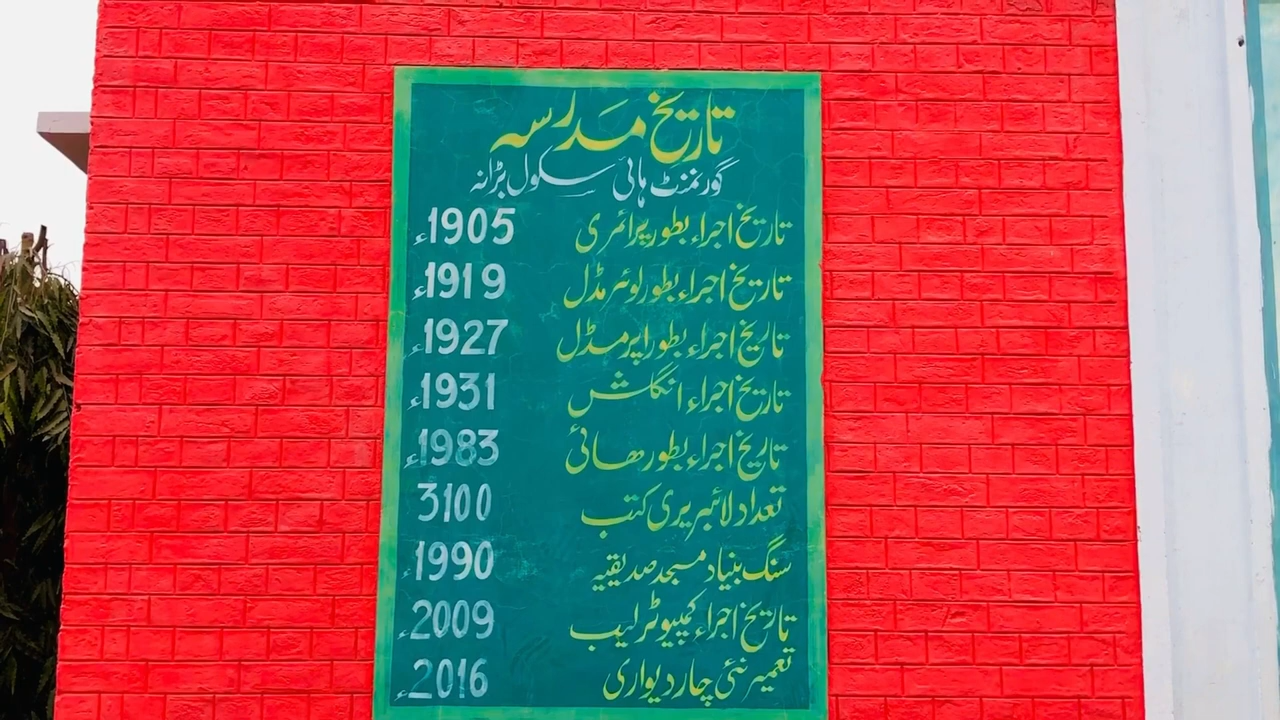 تاریخ مدرسہ
گورنمنٹ ہائی سکول بڑانہ
تاریخ اجراء بطور پرائمری 1905ء
تاریخ اجراء بطور لوئر مڈل 1919ء
تاریخ اجراء بطور اپر مڈل 1927ء
تاریخ اجراء انگلش 1931ء
تاریخ اجراء بطور ھائی 1983ء
تعداد لائبریری کتب 3100
سنگ بنیاد مسجد صدیقیہ 1990ء
تاریخ اجراء کمپیوٹر لیب 2009ء
تعمیر نئی چار دیواری 2016ء